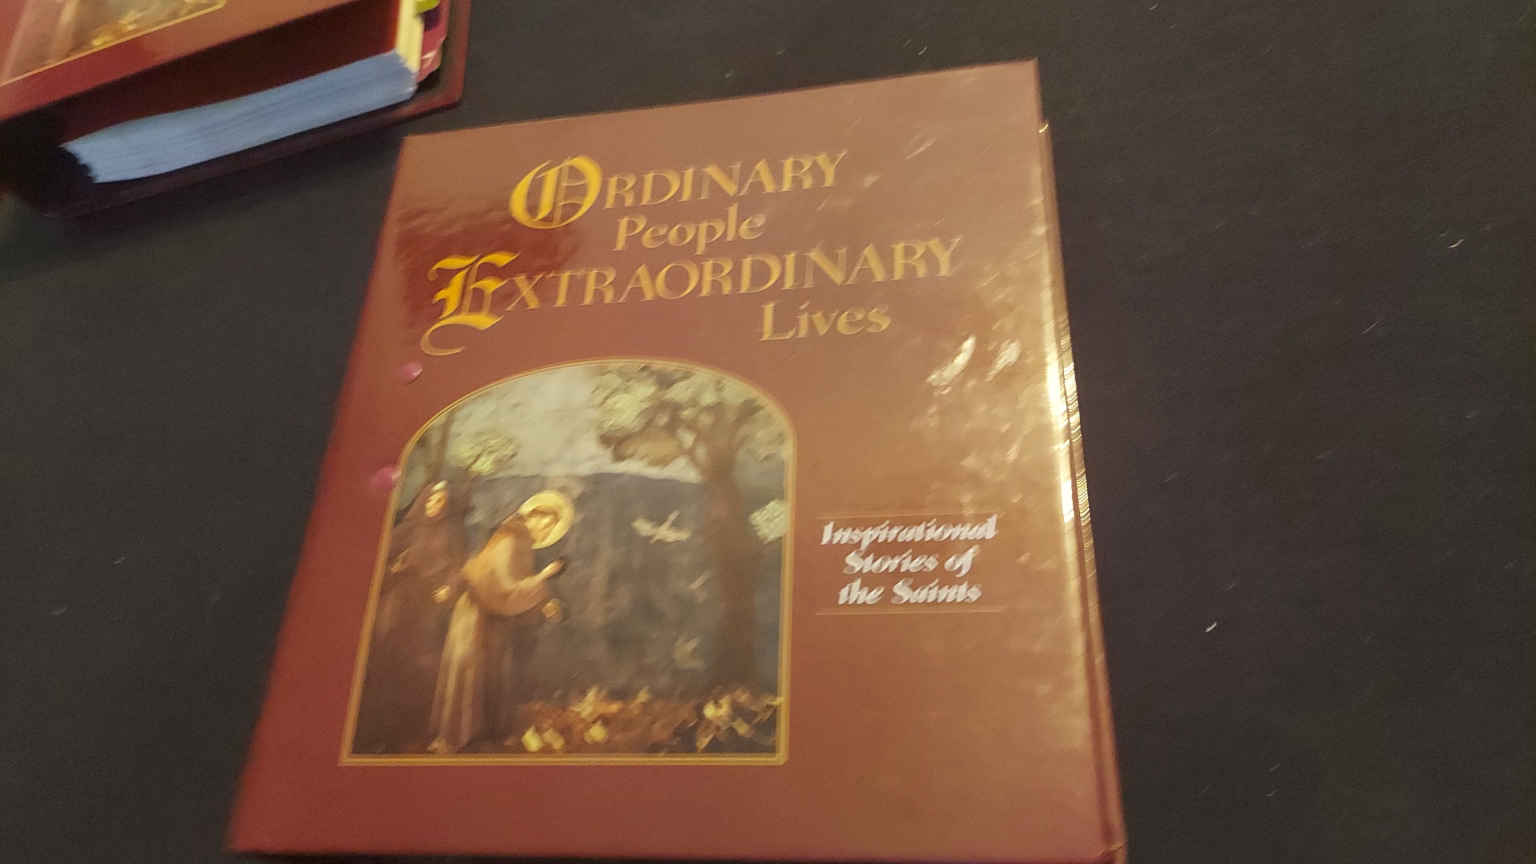 ORDINARY
People
EXTRAORDINARY
Lives
Inspirational
Stories of
the Saints